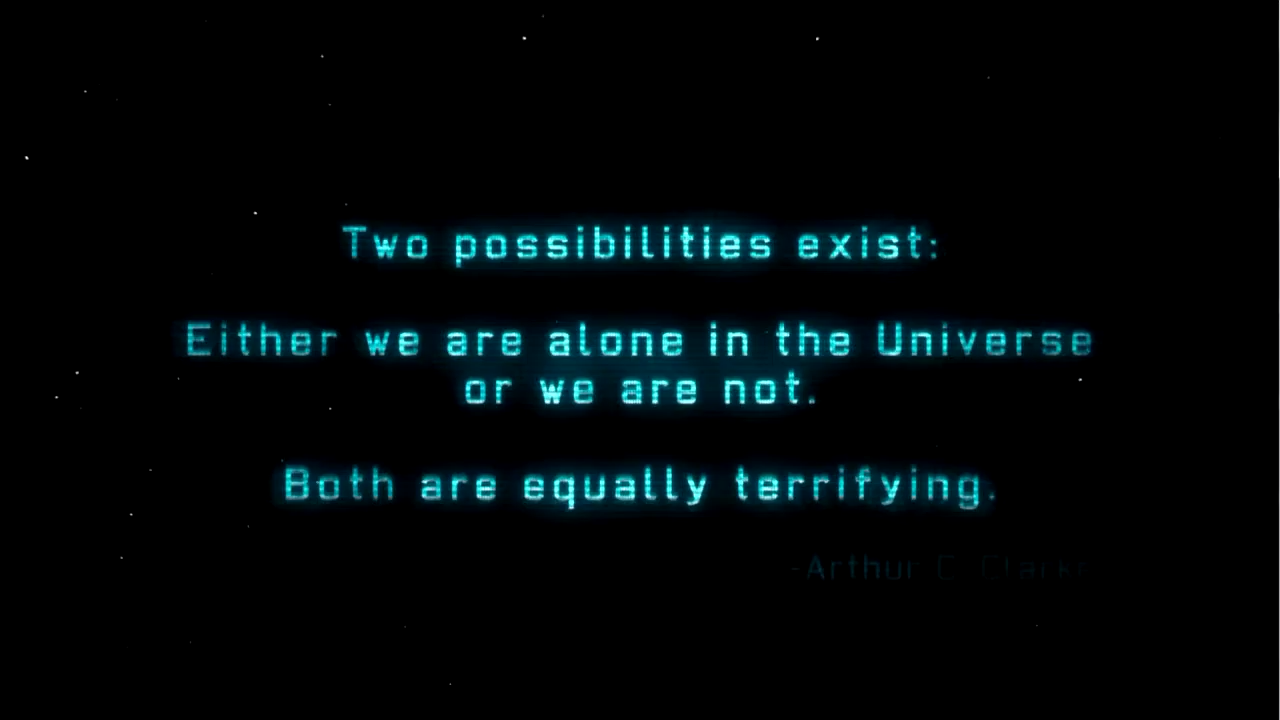 Two possibilities exist:
Either we are alone in the Universe
or we are not.
Both are equally terrifying.
-Arthur C. Clarke